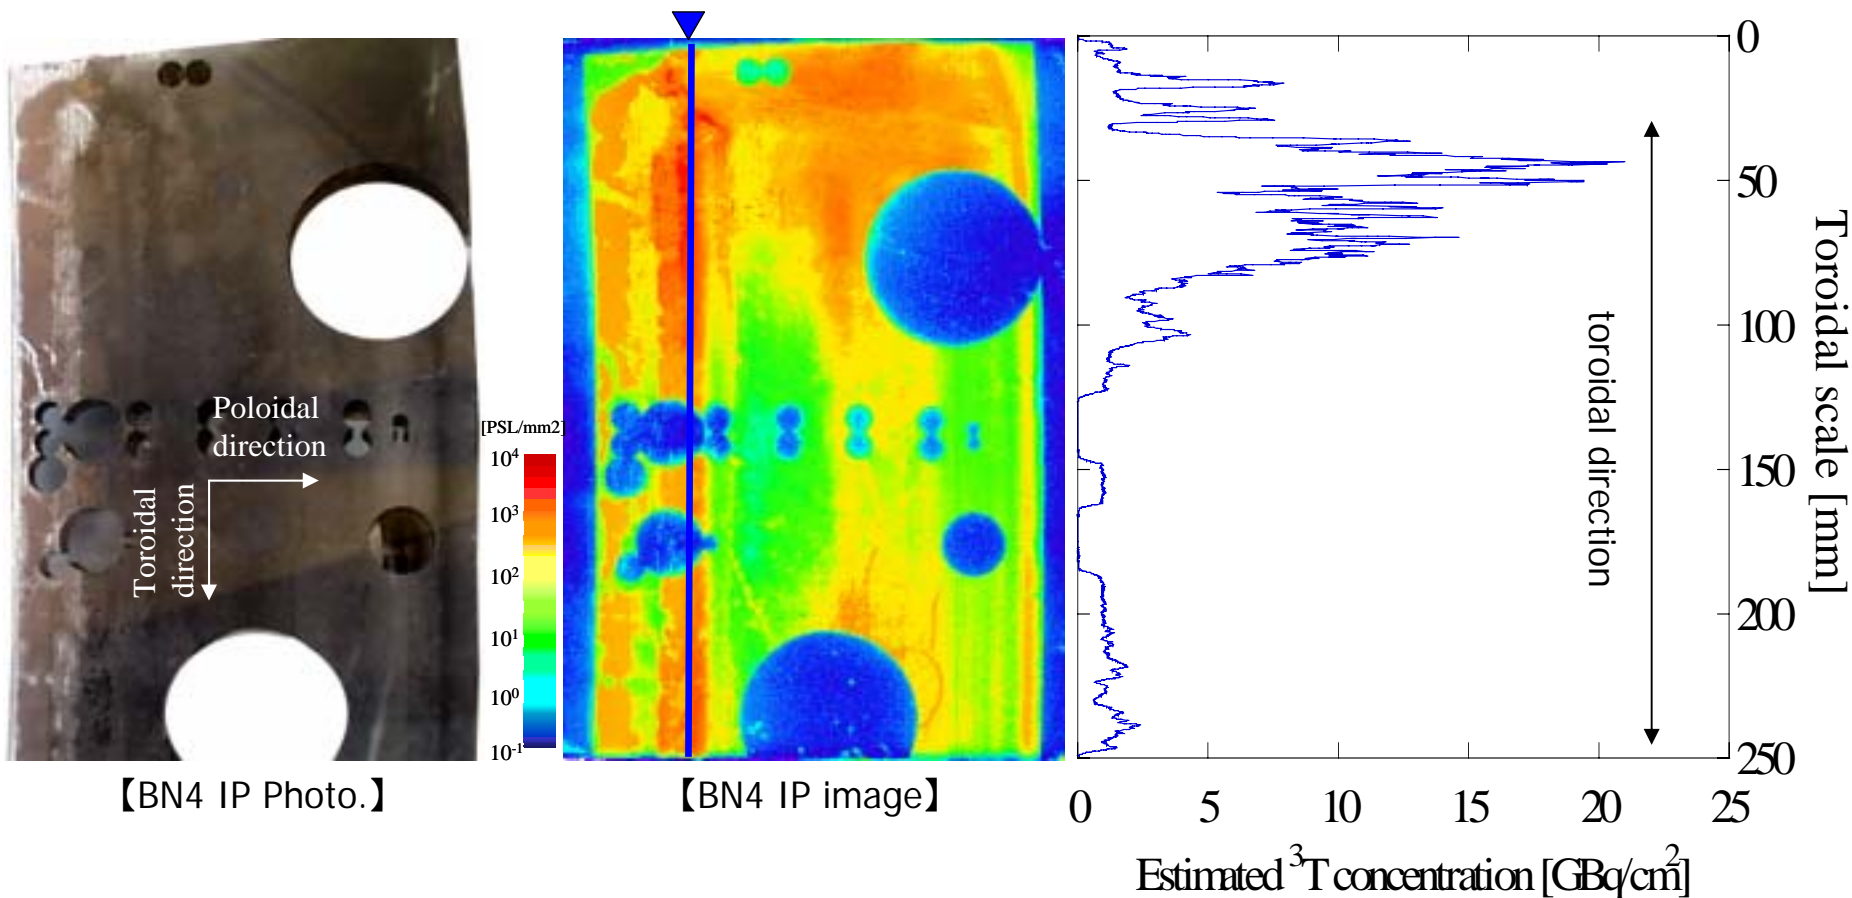 Poloidal
direction
Toroidal
direction
[PSL/mm2]
10⁴
10³
10²
10¹
10⁰
10⁻¹
【BN4 IP Photo.】
【BN4 IP image】
0
50
100
150
200
250
Toroidal scale [mm]
toroidal direction
0
5
10
15
20
25
Estimated ³T concentration [GBq/cm²]